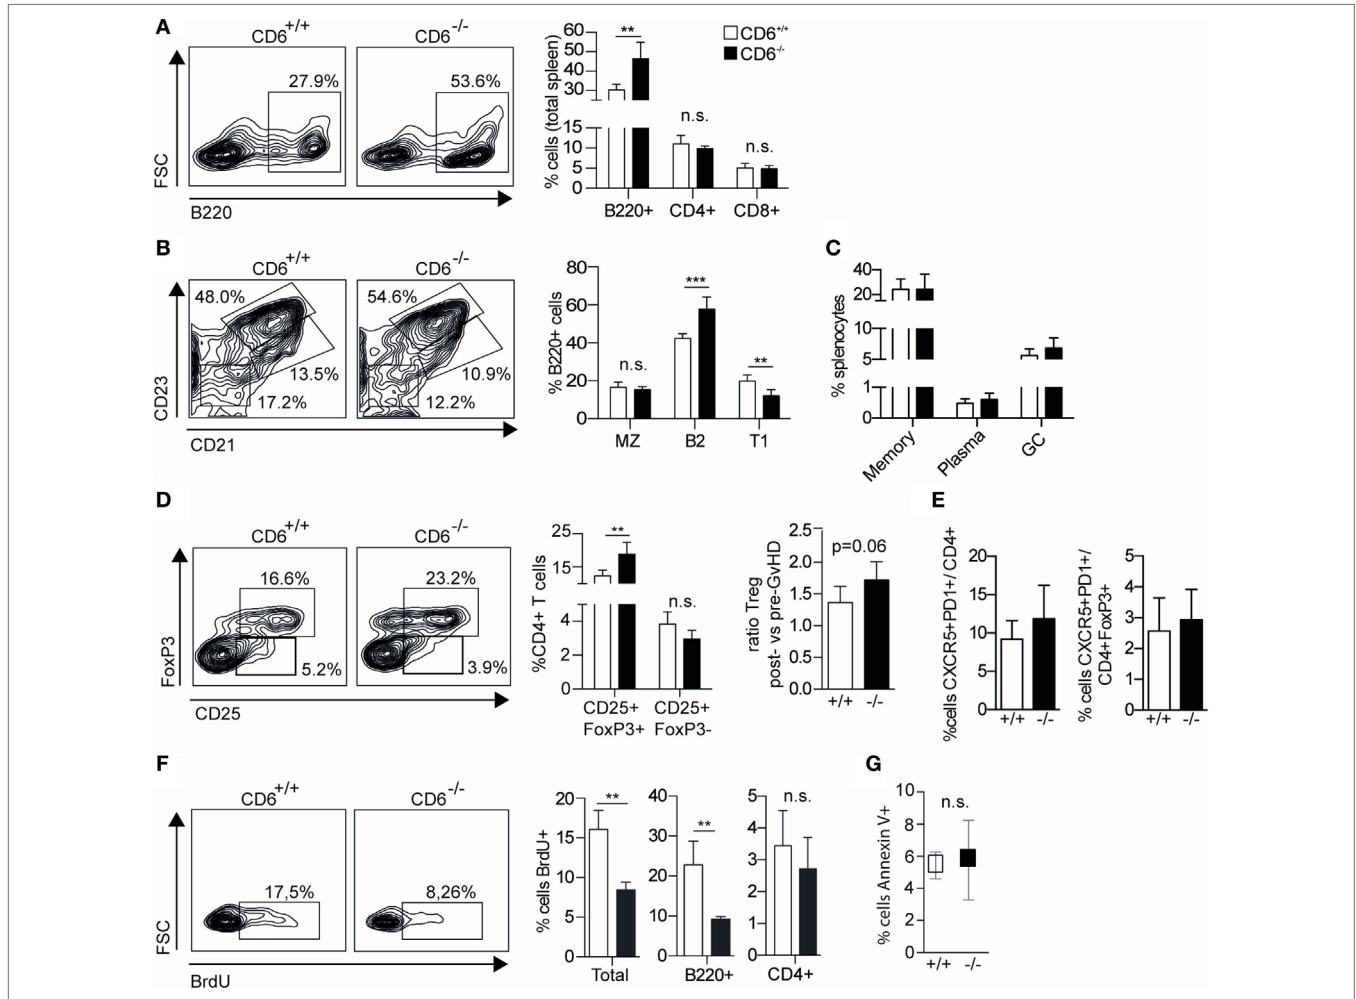 A
CD6+/+
CD6-/-
27.9%
53.6%
FSC
B220
% cells (total spleen)
60
50
40
30
15
10
5
0
**
n.s.
n.s.
B220+
CD4+
CD8+
CD6+/+
CD6-/-
B
CD6+/+
CD6-/-
48.0%
13.5%
17.2%
54.6%
10.9%
12.2%
CD23
CD21
% B220+ cells
80
60
40
20
0
n.s.
***
**
MZ
B2
T1
C
% splenocytes
40
20
10
5
1
0
Memory
Plasma
GC
D
CD6+/+
CD6-/-
16.6%
5.2%
23.2%
3.9%
FoxP3
CD25
%CD4+ T cells
25
15
4
2
0
**
n.s.
CD25+
FoxP3+
CD25+
FoxP3-
ratio Treg
post- vs pre-GvHD
2.5
2.0
1.5
1.0
0.5
0.0
p=0.06
+/+
-/-
E
%cells CXCR5+PD1+/ CD4+
20
15
10
5
0
+/+
-/-
% cells CXCR5+PD1+/
CD4+FoxP3+
5
4
3
2
1
0
+/+
-/-
F
CD6+/+
CD6-/-
17,5%
8,26%
FSC
BrdU
% cells BrdU+
20
15
10
5
0
**
Total
40
30
20
10
0
**
B220+
5
4
3
2
1
0
n.s.
CD4+
G
% cells Annexin V+
10
8
6
4
2
0
n.s.
+/+
-/-